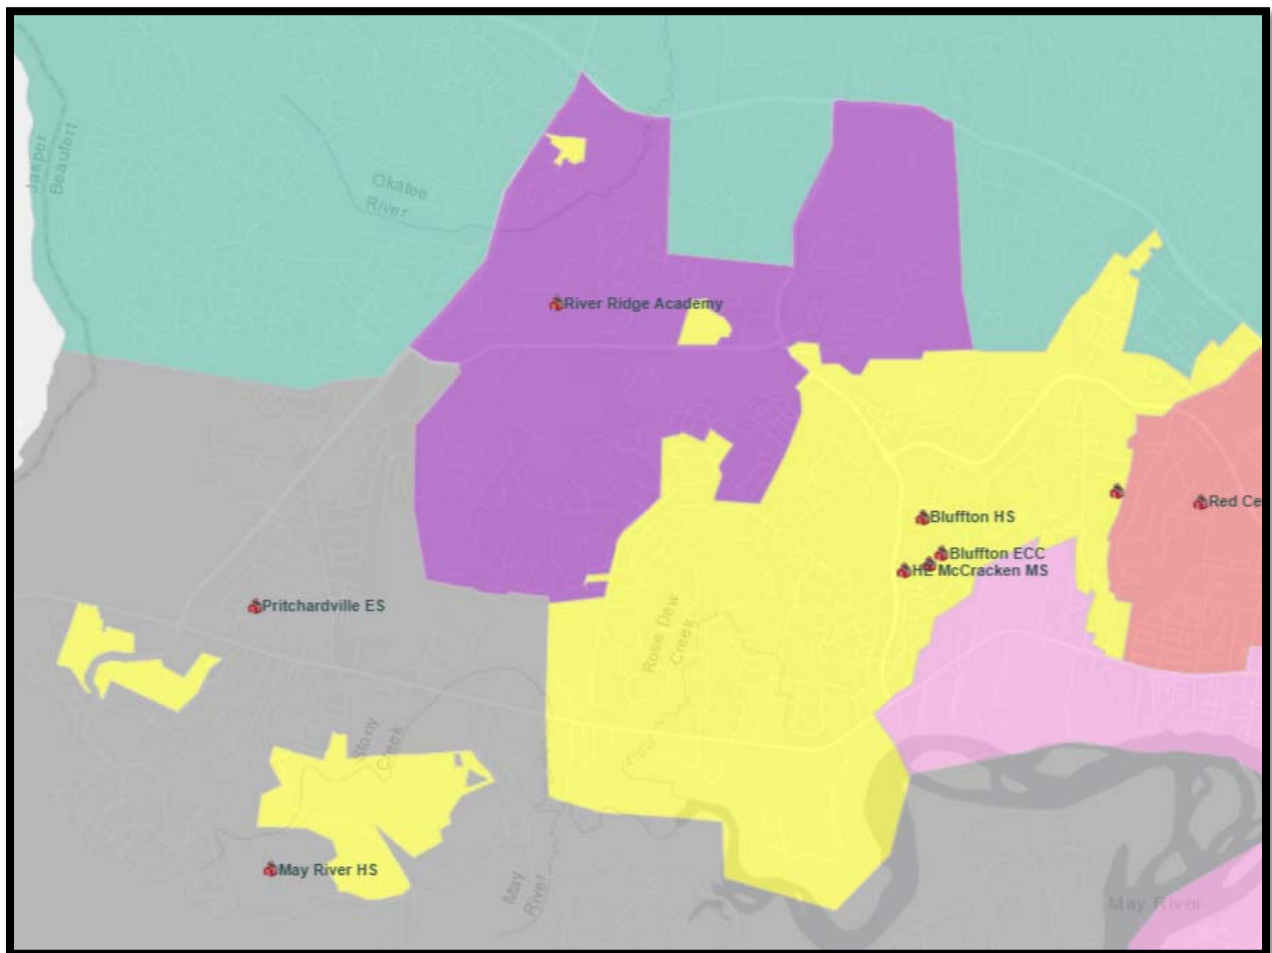 Jasper
Beaufort
Okatee
River
River Ridge Academy
Bluffton HS
Red Ce
Bluffton ECC
HE McCracken MS
Pritchardville ES
Rose Dew
Creek
Stony
Creek
May River HS
May
River
May River